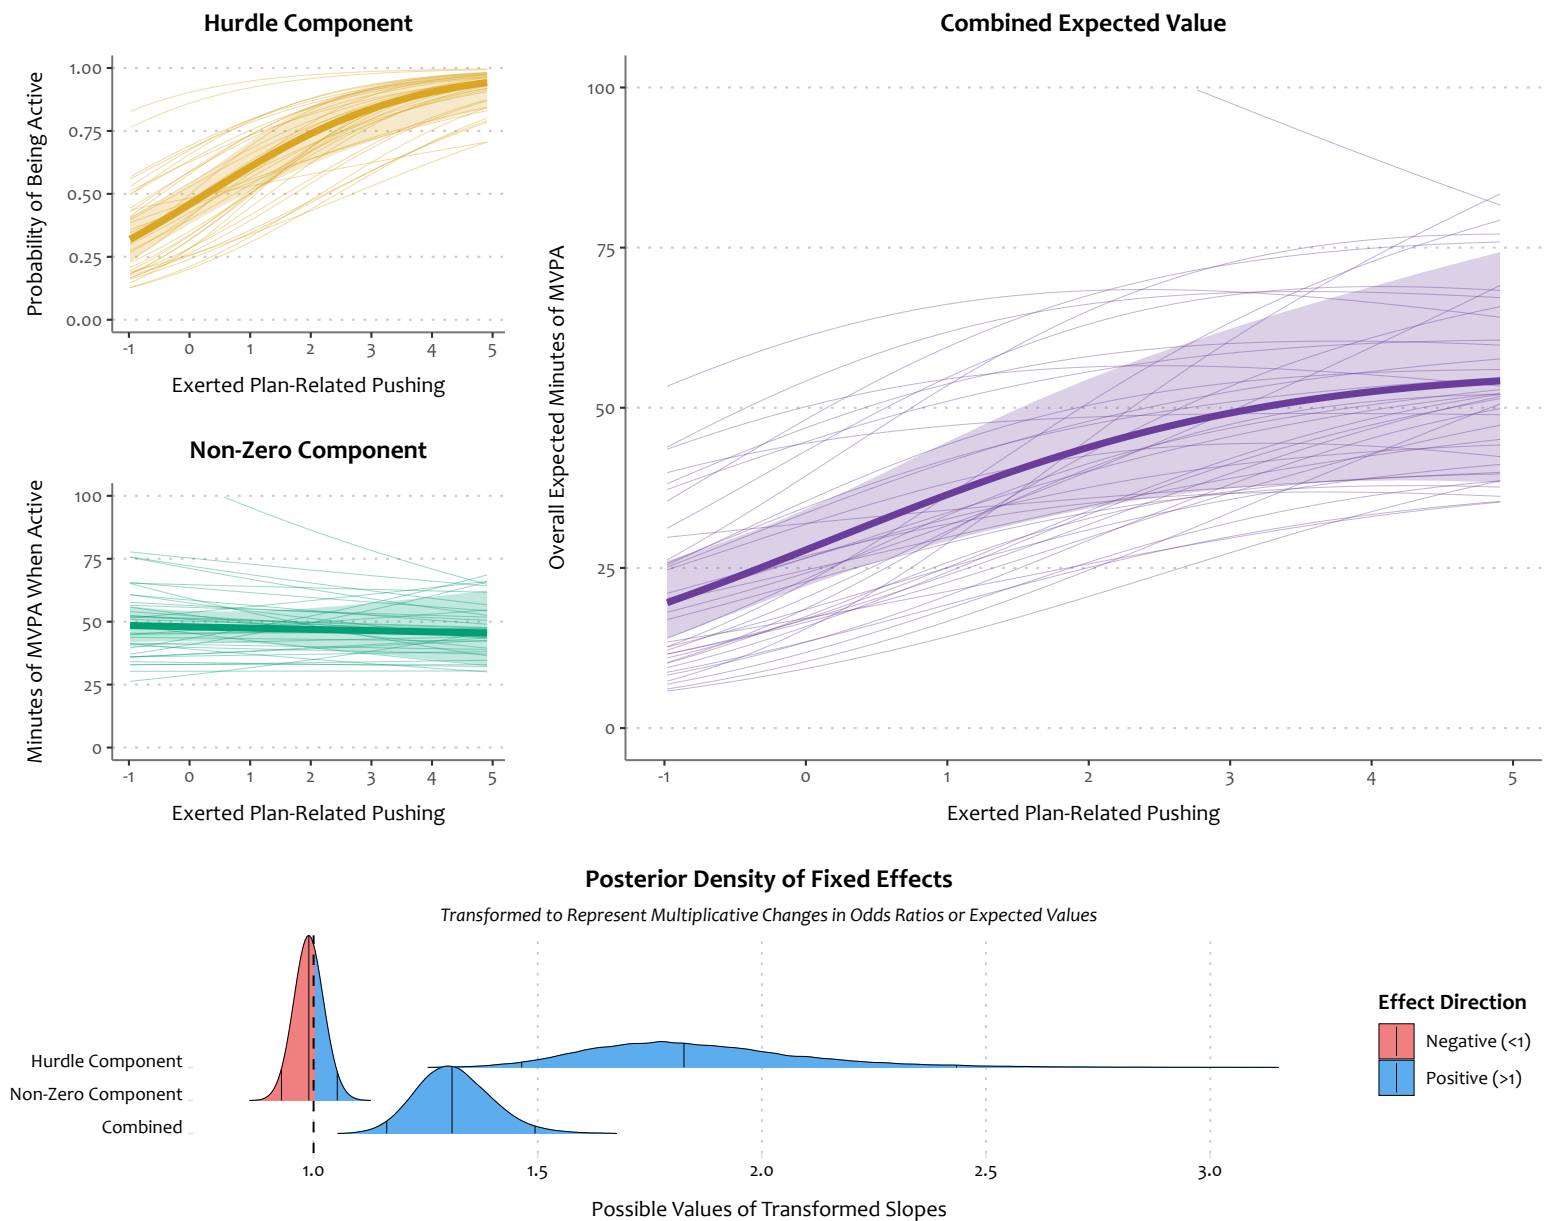 Hurdle Component
Probability of Being Active
1.00
0.75
0.50
0.25
0.00
-1 0 1 2 3 4 5
Exerted Plan-Related Pushing
Non-Zero Component
Minutes of MVPA When Active
100
75
50
25
0
-1 0 1 2 3 4 5
Exerted Plan-Related Pushing
Combined Expected Value
Overall Expected Minutes of MVPA
100
75
50
25
0
-1 0 1 2 3 4 5
Exerted Plan-Related Pushing
Posterior Density of Fixed Effects
Transformed to Represent Multiplicative Changes in Odds Ratios or Expected Values
Hurdle Component
Non-Zero Component
Combined
1.0 1.5 2.0 2.5 3.0
Possible Values of Transformed Slopes
Effect Direction
Negative (<1)
Positive (>1)